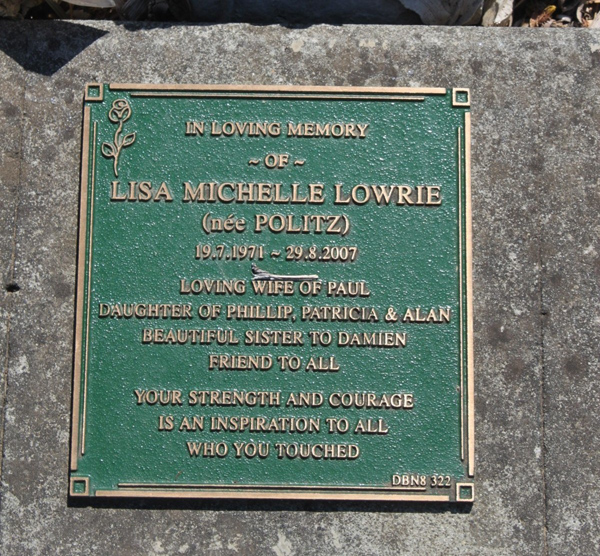 IN LOVING MEMORY
~ OF ~
LISA MICHELLE LOWRIE
(née POLITZ)
19.7.1971 ~ 29.8.2007
LOVING WIFE OF PAUL
DAUGHTER OF PHILLIP, PATRICIA & ALAN
BEAUTIFUL SISTER TO DAMIEN
FRIEND TO ALL
YOUR STRENGTH AND COURAGE
IS AN INSPIRATION TO ALL
WHO YOU TOUCHED
DBN8 322